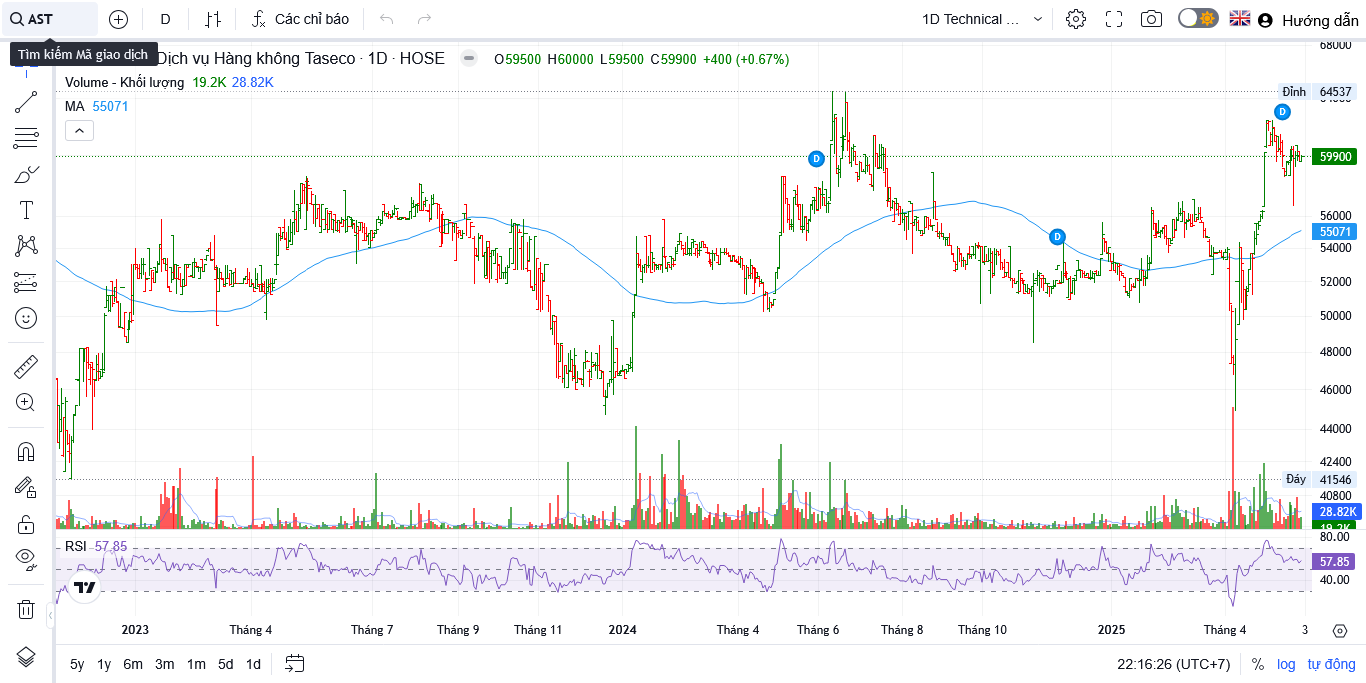 AST
D
Các chỉ báo
1D Technical ...
Hướng dẫn
Tìm kiếm Mã giao dịch
Dịch vụ Hàng không Taseco · 1D · HOSE
O59500 H60000 L59500 C59900 +400 (+0.67%)
Volume - Khối lượng 19.2K 28.82K
MA 55071
68000
Đỉnh 64537
64000
D
D
D
59900
56000
55071
54000
52000
50000
48000
46000
44000
42400
Đáy 41546
40800
28.82K
19.2K
RSI 57.85
80.00
57.85
40.00
2023 Tháng 4 Tháng 7 Tháng 9 Tháng 11 2024 Tháng 4 Tháng 6 Tháng 8 Tháng 10 2025 Tháng 4 3
5y 1y 6m 3m 1m 5d 1d
22:16:26 (UTC+7) % log tự động